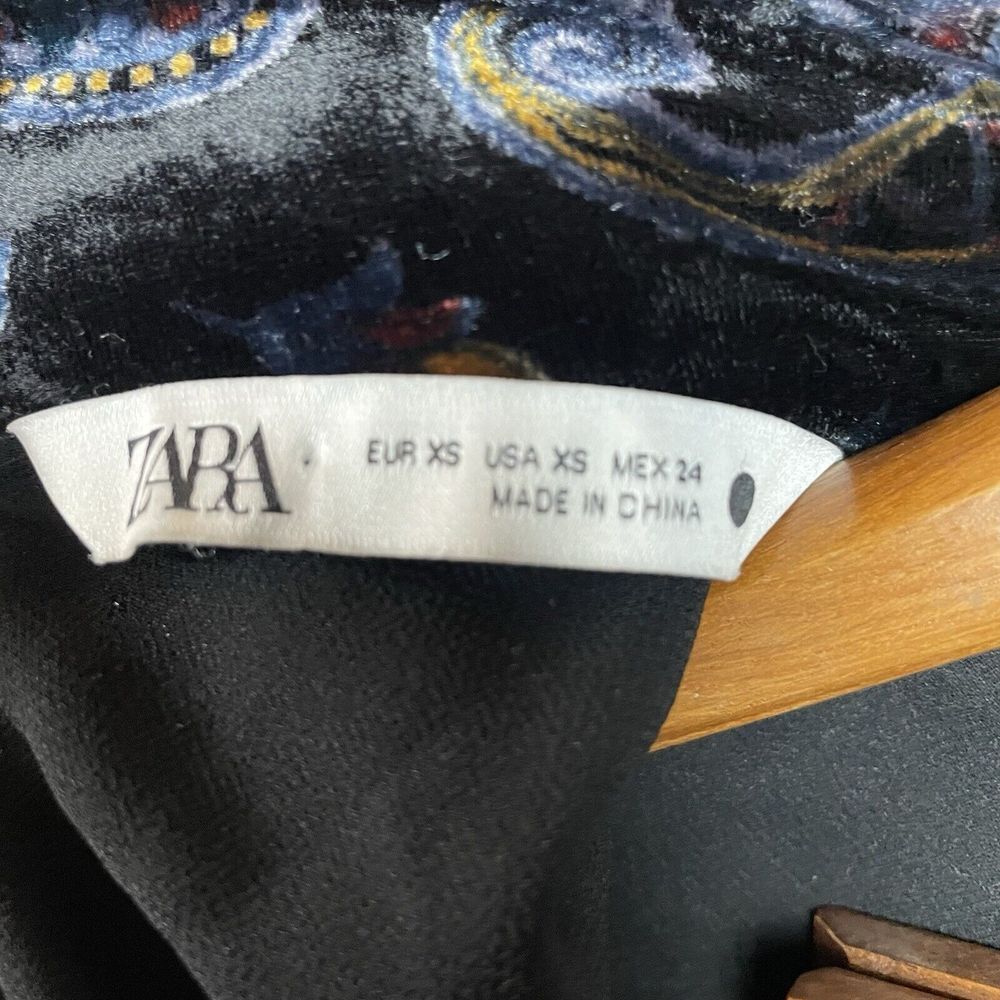 ZARA
EUR XS USA XS MEX 24
MADE IN CHINA